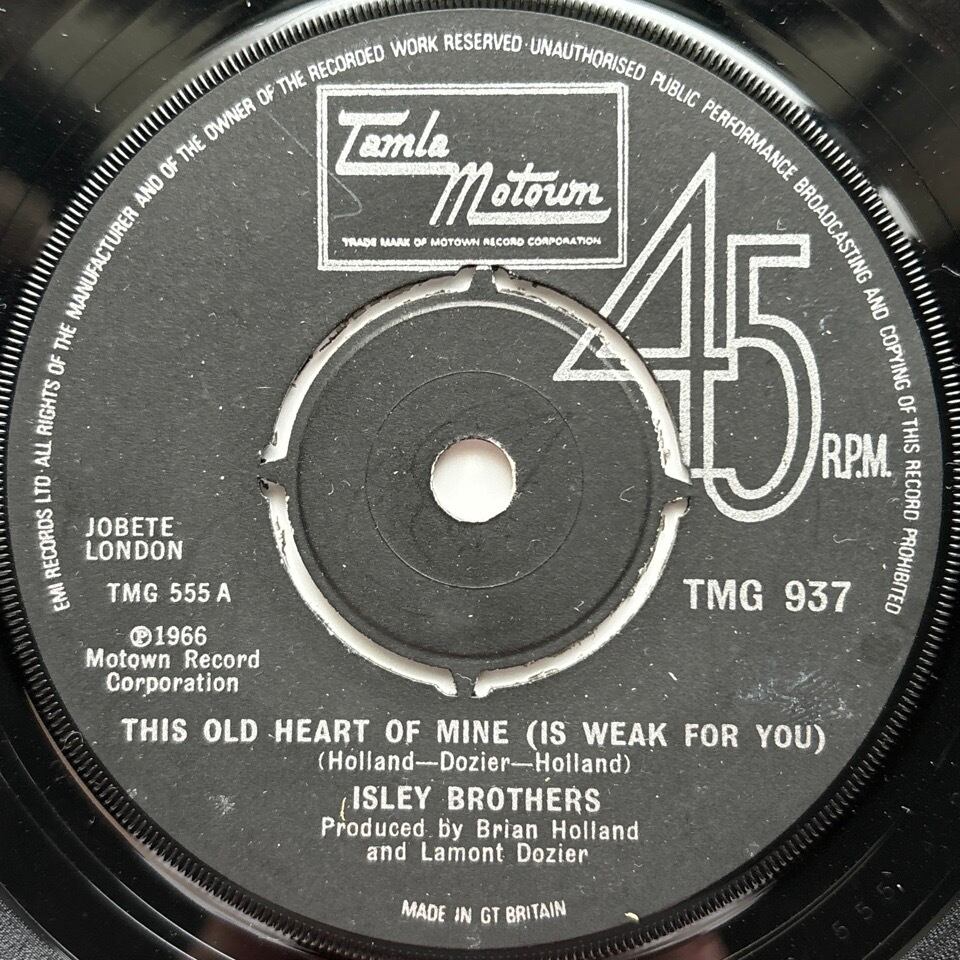 EMI RECORDS LTD ALL RIGHTS OF THE MANUFACTURER AND OF THE OWNER OF THE RECORDED WORK RESERVED · UNAUTHORISED PUBLIC PERFORMANCE BROADCASTING AND COPYING OF THIS RECORD PROHIBITED
Tamla
Motown
TRADE MARK OF MOTOWN RECORD CORPORATION
45
R.P.M.
JOBETE
LONDON
TMG 555 A
TMG 937
℗1966
Motown Record
Corporation
THIS OLD HEART OF MINE (IS WEAK FOR YOU)
(Holland—Dozier—Holland)
ISLEY BROTHERS
Produced by Brian Holland
and Lamont Dozier
MADE IN GT BRITAIN
555